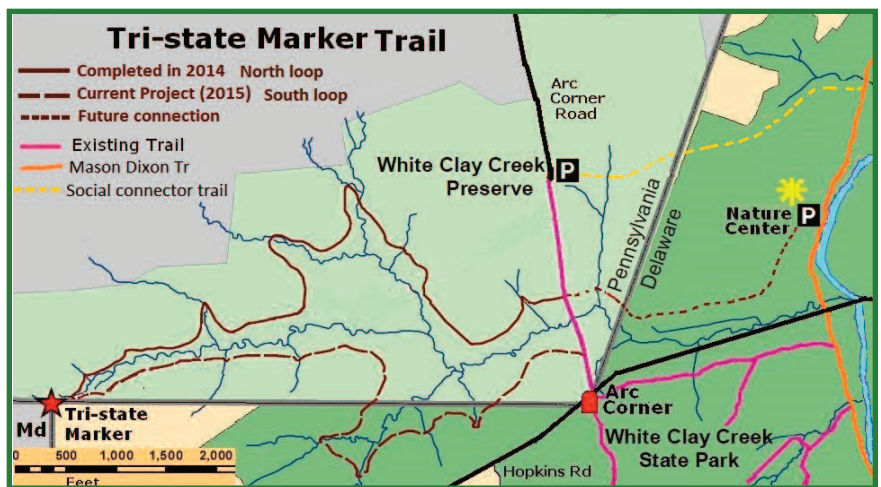 Tri-state Marker Trail
Completed in 2014 North loop
Current Project (2015) South loop
Future connection
Existing Trail
Mason Dixon Tr
Social connector trail
Arc
Corner
Road
White Clay Creek
Preserve
P
Pennsylvania
Delaware
Nature
Center
P
Tri-state
Marker
Md
Arc
Corner
White Clay Creek
State Park
Hopkins Rd
0 500 1,000 1,500 2,000
Feet